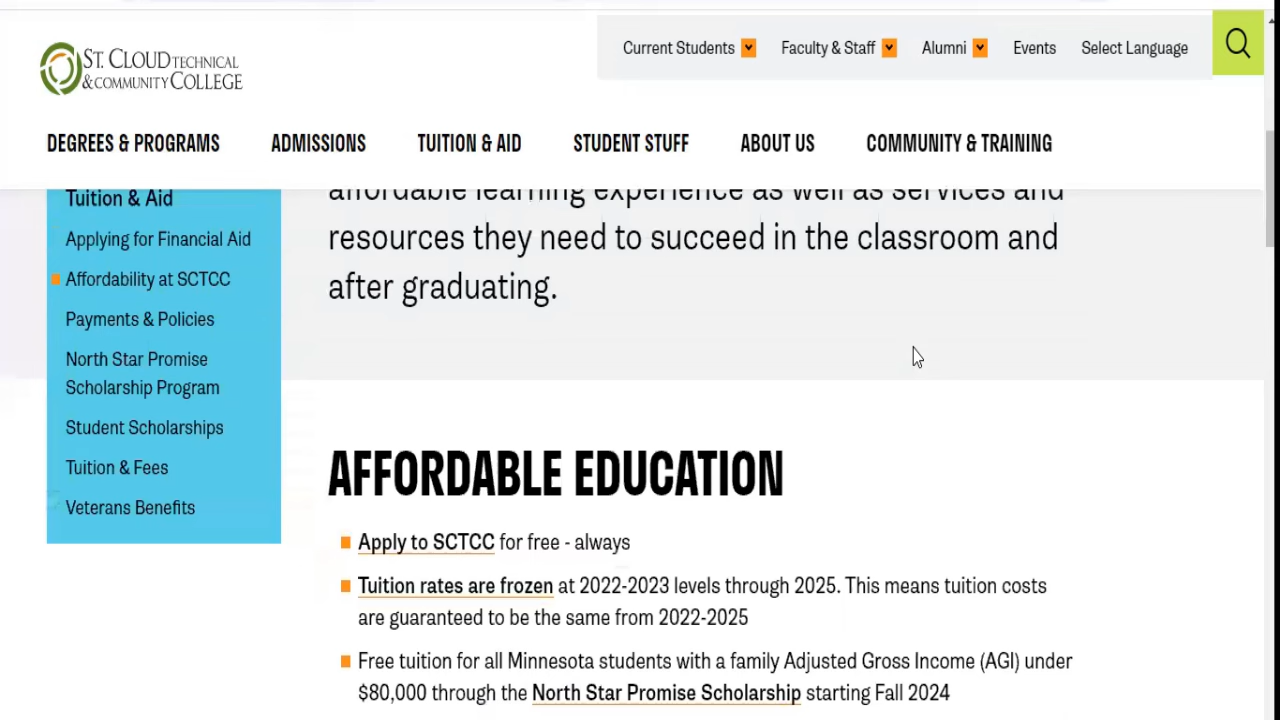 Current Students
Faculty & Staff
Alumni
Events
Select Language
ST. CLOUD TECHNICAL
& COMMUNITY COLLEGE
DEGREES & PROGRAMS
ADMISSIONS
TUITION & AID
STUDENT STUFF
ABOUT US
COMMUNITY & TRAINING
Tuition & Aid
Applying for Financial Aid
Affordability at SCTCC
Payments & Policies
North Star Promise
Scholarship Program
Student Scholarships
Tuition & Fees
Veterans Benefits
affordable learning experience as well as services and
resources they need to succeed in the classroom and
after graduating.
AFFORDABLE EDUCATION
Apply to SCTCC for free - always
Tuition rates are frozen at 2022-2023 levels through 2025. This means tuition costs
are guaranteed to be the same from 2022-2025
Free tuition for all Minnesota students with a family Adjusted Gross Income (AGI) under
$80,000 through the North Star Promise Scholarship starting Fall 2024